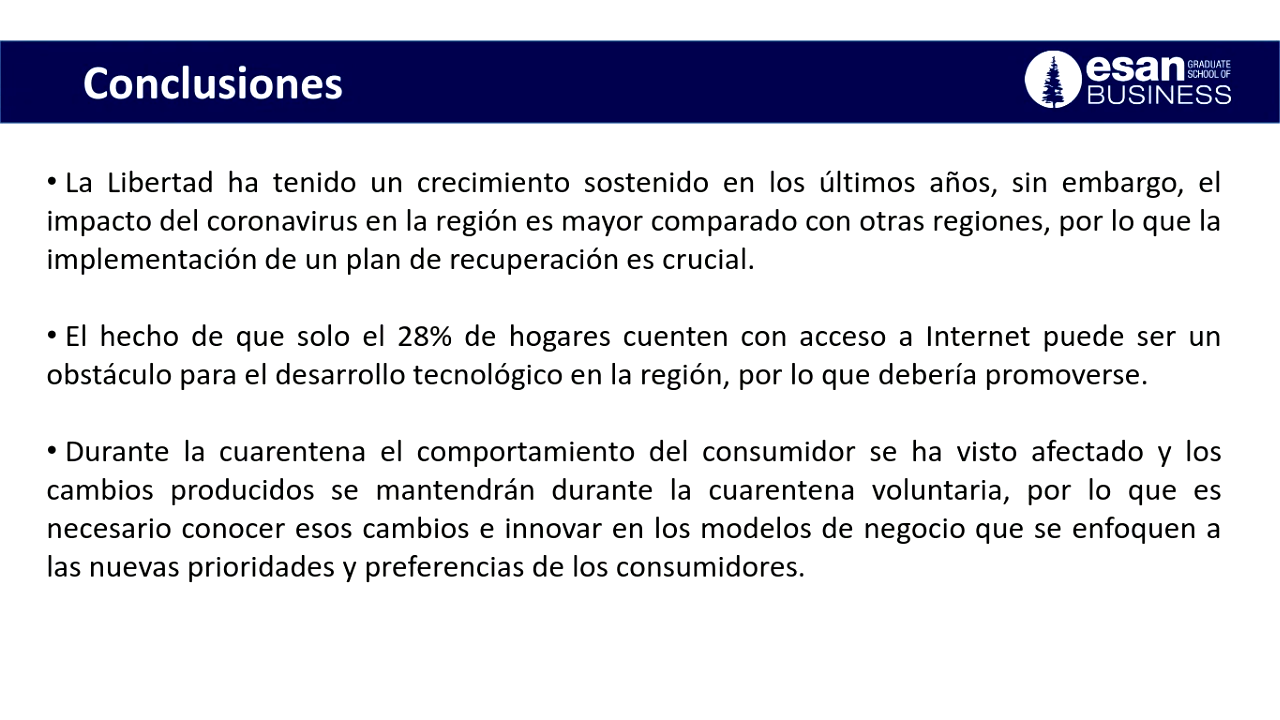 Conclusiones
esan GRADUATE
SCHOOL OF
BUSINESS
• La Libertad ha tenido un crecimiento sostenido en los últimos años, sin embargo, el
impacto del coronavirus en la región es mayor comparado con otras regiones, por lo que la
implementación de un plan de recuperación es crucial.
• El hecho de que solo el 28% de hogares cuenten con acceso a Internet puede ser un
obstáculo para el desarrollo tecnológico en la región, por lo que debería promoverse.
• Durante la cuarentena el comportamiento del consumidor se ha visto afectado y los
cambios producidos se mantendrán durante la cuarentena voluntaria, por lo que es
necesario conocer esos cambios e innovar en los modelos de negocio que se enfoquen a
las nuevas prioridades y preferencias de los consumidores.